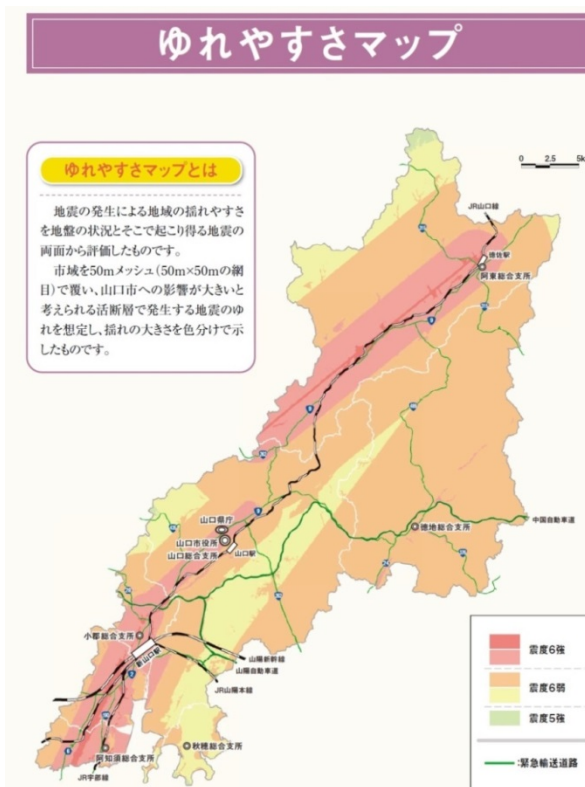 ゆれやすさマップ
ゆれやすさマップとは
地震の発生による地域の揺れやすさ
を地盤の状況とそこで起こり得る地震の
両面から評価したものです。
市域を50mメッシュ（50m×50mの網
目）で覆い、山口市への影響が大きいと
考えられる活断層で発生する地震のゆ
れを想定し、揺れの大きさを色分けで示
したものです。
0 2.5 5k
JR山口線
徳佐駅
阿東総合支所
9
9
9
山口県庁
山口市役所
山口総合支所
山口駅
徳地総合支所
中国自動車道
小郡総合支所
新山口駅
山陽新幹線
山陽自動車道
JR山陽本線
秋穂総合支所
阿知須総合支所
JR宇部線
震度6強
震度6弱
震度5強
:緊急輸送道路